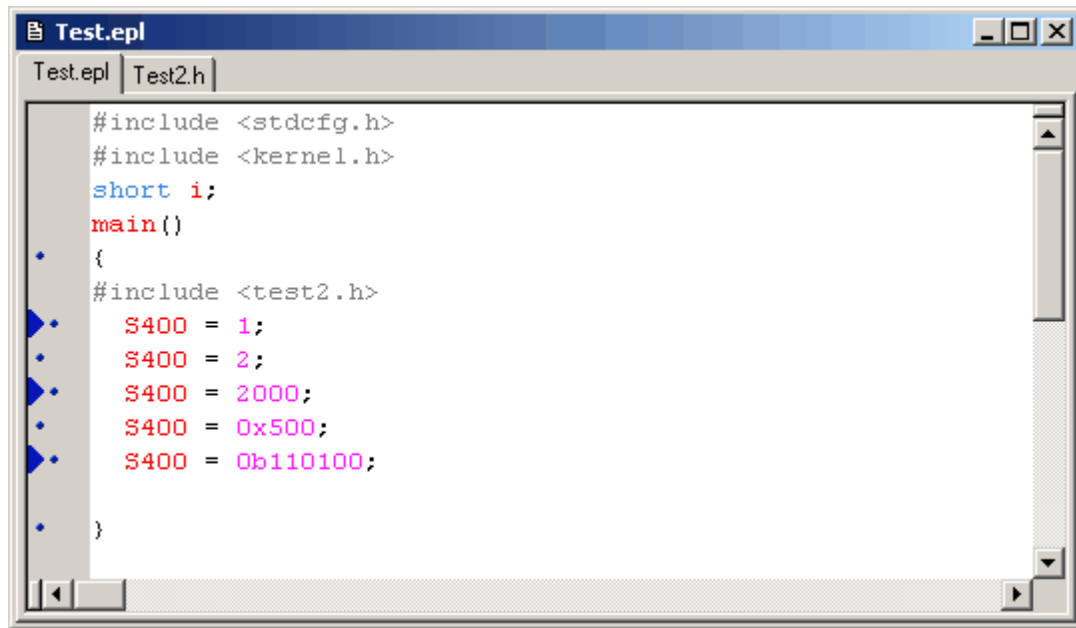 Test.epl
Test.epl Test2.h
#include <stdcfg.h>
#include <kernel.h>
short i;
main()
{
#include <test2.h>
S400 = 1;
S400 = 2;
S400 = 2000;
S400 = 0x500;
S400 = 0b110100;
}